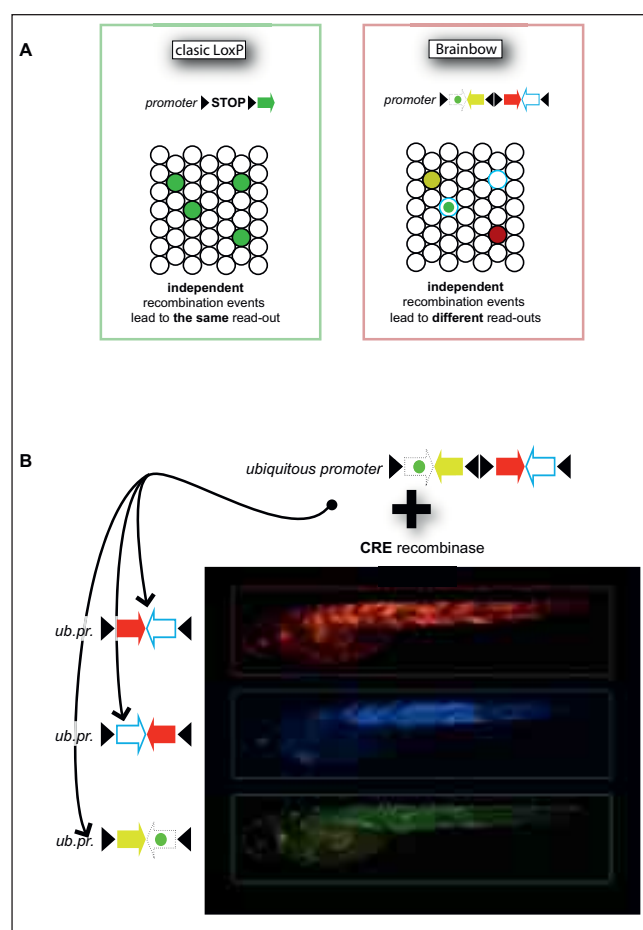 A
clasic LoxP
promoter STOP
independent
recombination events
lead to the same read-out
Brainbow
promoter
independent
recombination events
lead to different read-outs
B
ubiquitous promoter
CRE recombinase
ub.pr.
ub.pr.
ub.pr.